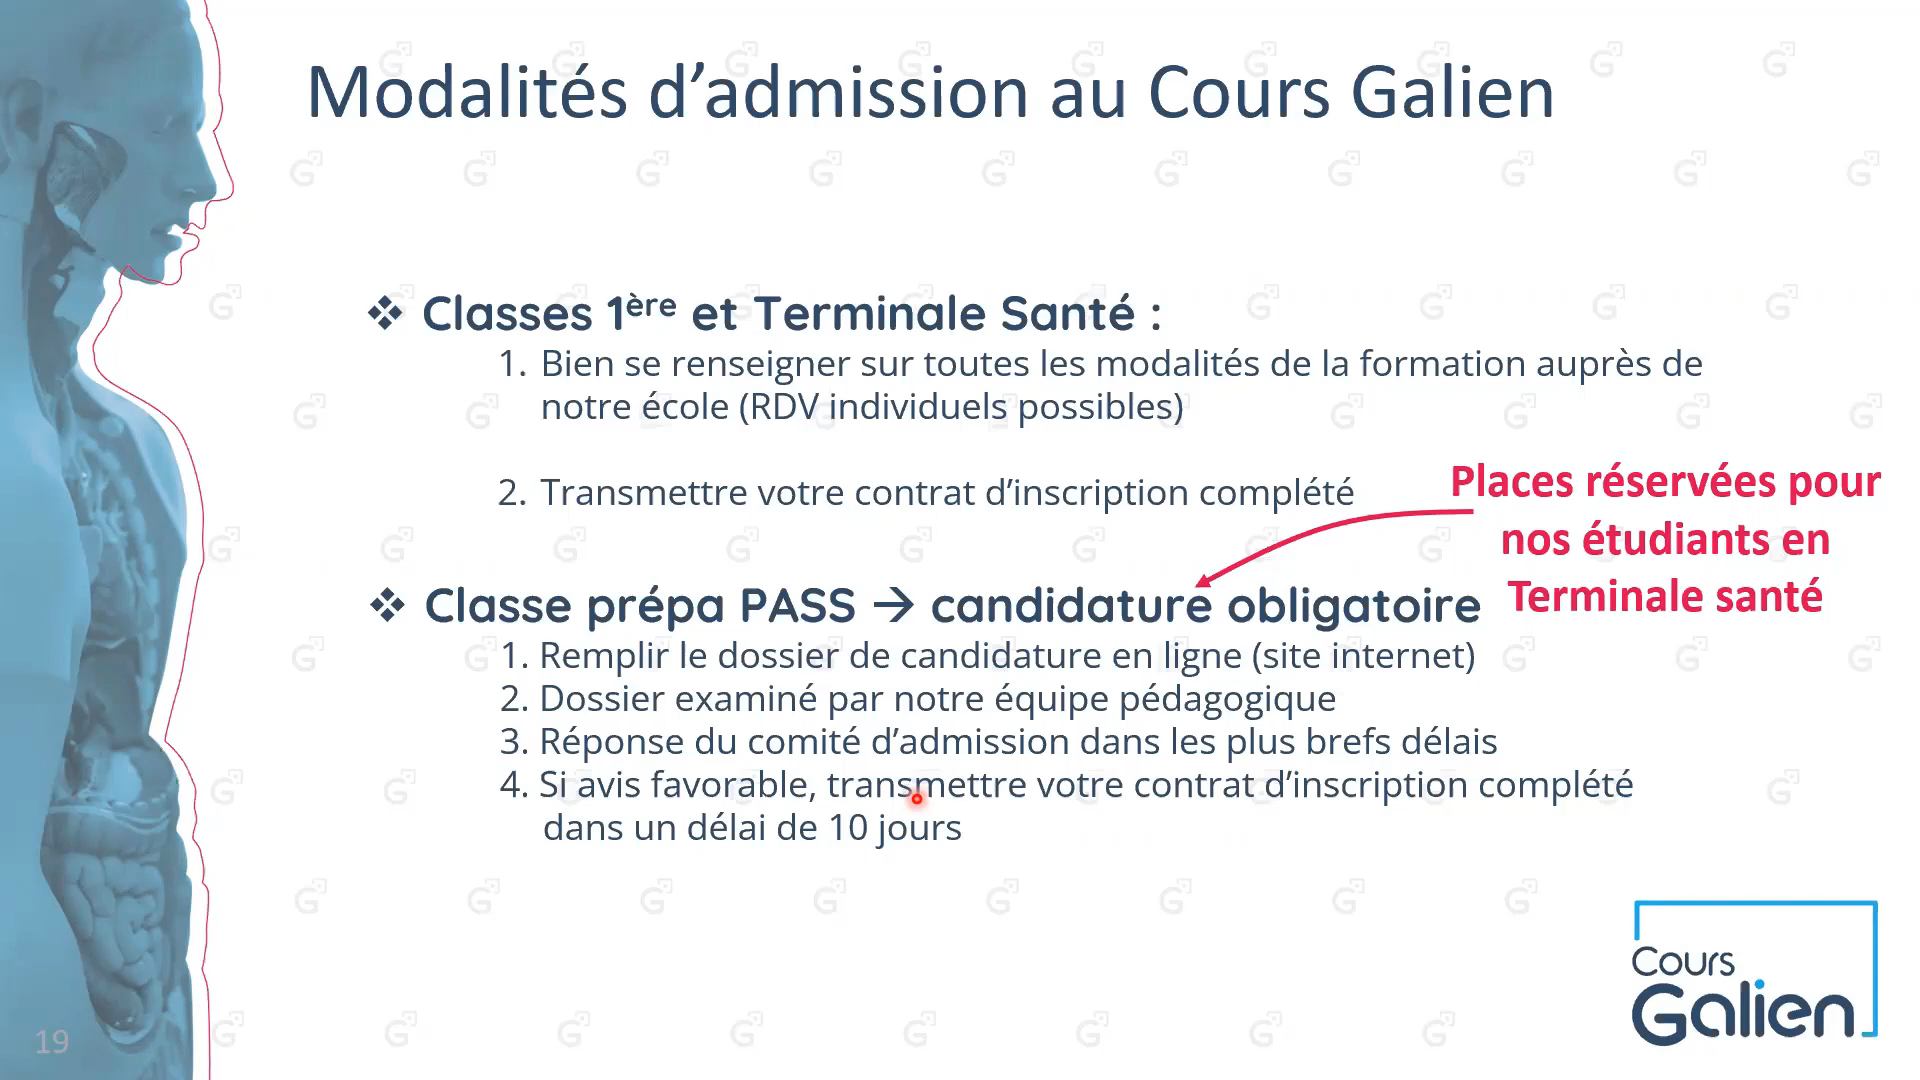 Modalités d’admission au Cours Galien
❖ Classes 1ère et Terminale Santé :
1. Bien se renseigner sur toutes les modalités de la formation auprès de
notre école (RDV individuels possibles)
2. Transmettre votre contrat d’inscription complété
Places réservées pour
nos étudiants en
Terminale santé
❖ Classe prépa PASS → candidature obligatoire
1. Remplir le dossier de candidature en ligne (site internet)
2. Dossier examiné par notre équipe pédagogique
3. Réponse du comité d’admission dans les plus brefs délais
4. Si avis favorable, transmettre votre contrat d’inscription complété
dans un délai de 10 jours
Cours
Galien
19